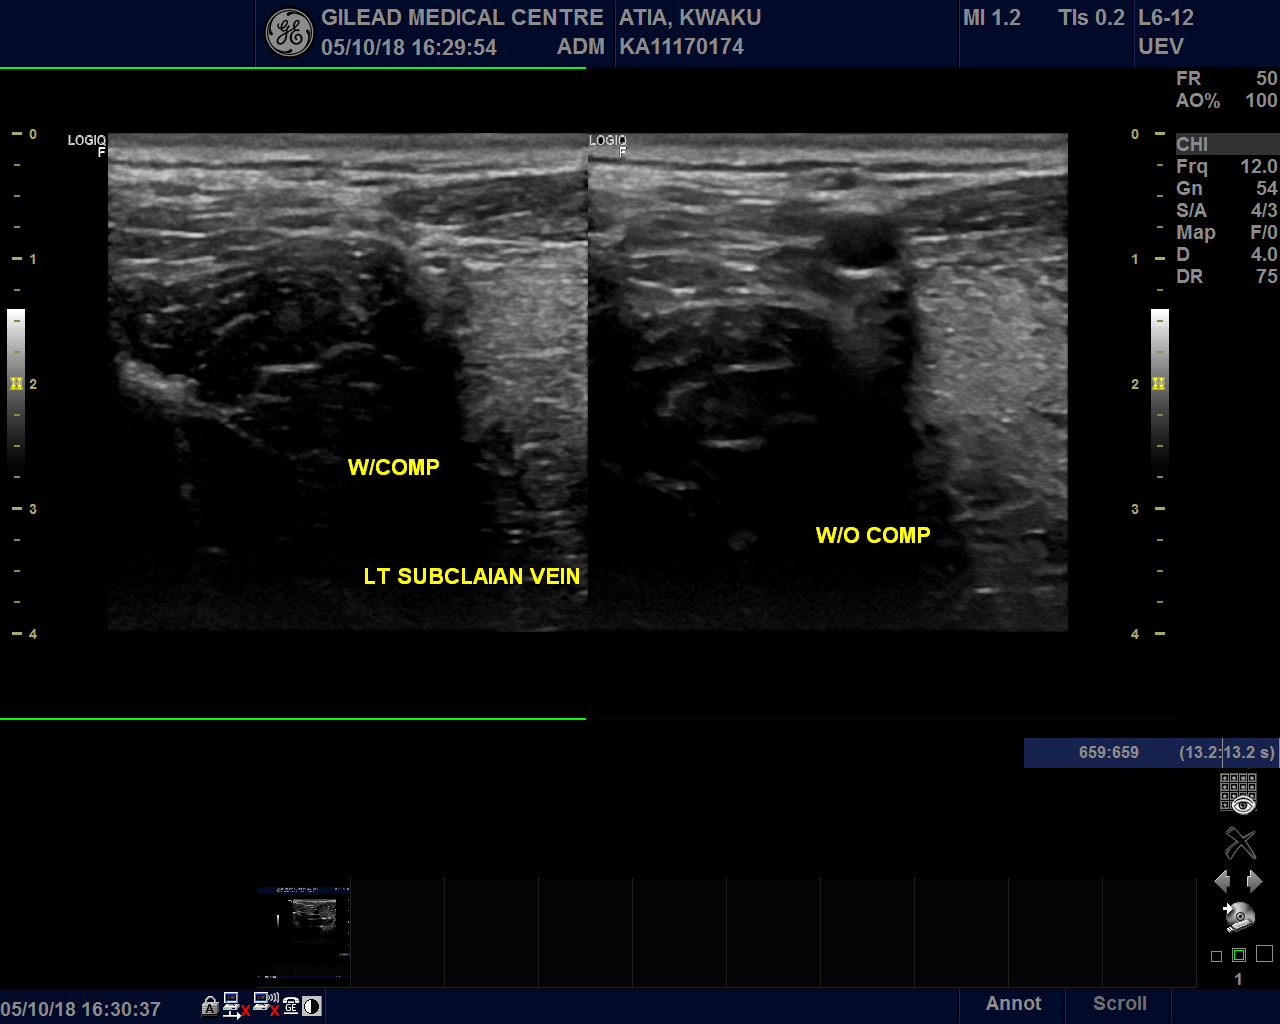 GILEAD MEDICAL CENTRE
05/10/18 16:29:54 ADM
ATIA, KWAKU
KA11170174
MI 1.2 TIs 0.2
L6-12
UEV
FR 50
AO% 100
CHI
Frq 12.0
Gn 54
S/A 4/3
Map F/0
D 4.0
DR 75
LOGIQ
F
LOGIQ
F
0
1
2
3
4
0
1
2
3
4
W/COMP
LT SUBCLAIAN VEIN
W/O COMP
659:659 (13.2:13.2 s)
1
05/10/18 16:30:37
Annot
Scroll